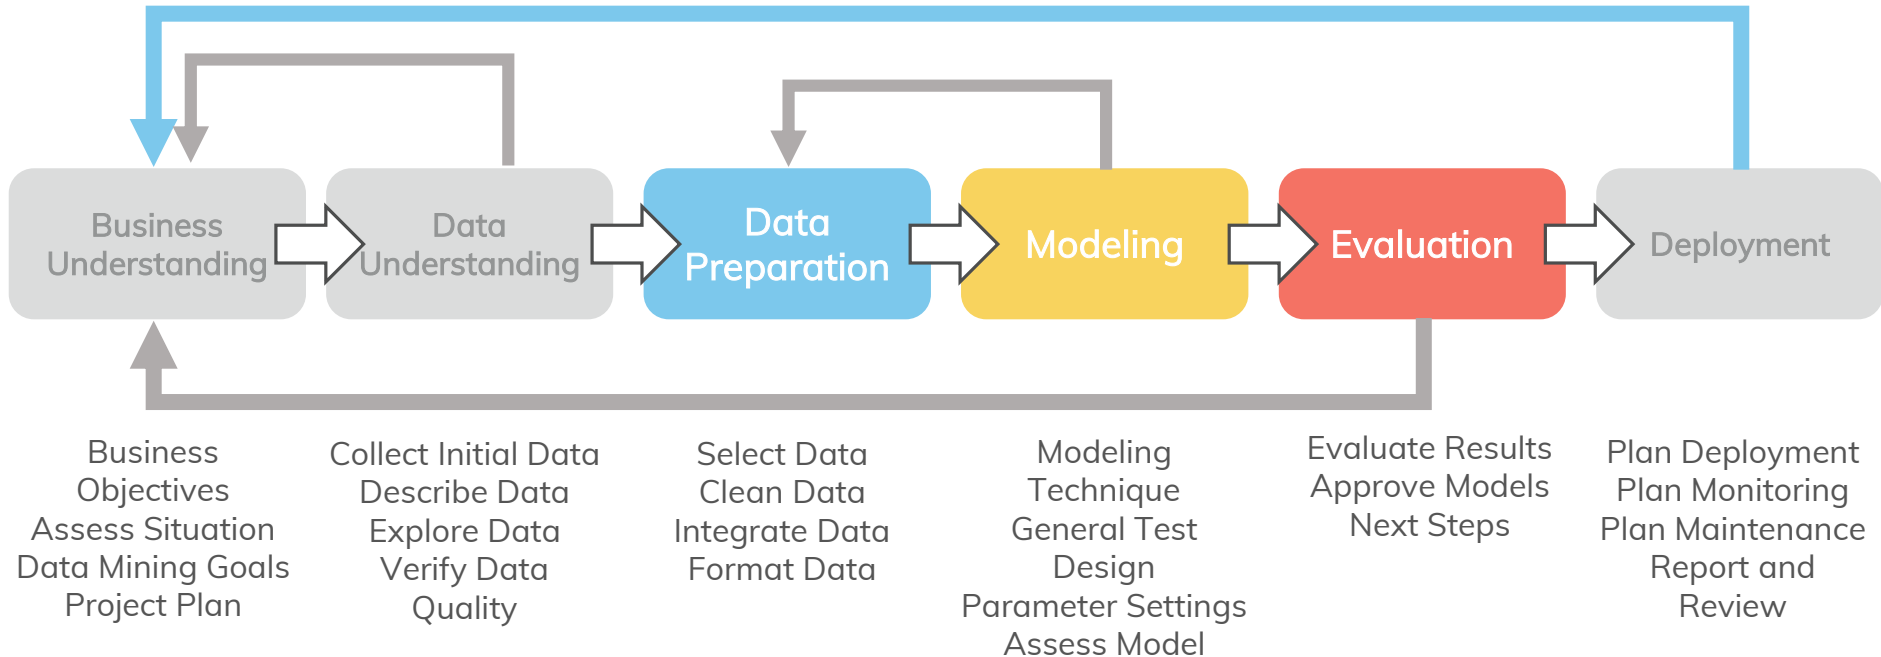 Business
Understanding
Data
Understanding
Data
Preparation
Modeling
Evaluation
Deployment
Business
Objectives
Assess Situation
Data Mining Goals
Project Plan
Collect Initial Data
Describe Data
Explore Data
Verify Data
Quality
Select Data
Clean Data
Integrate Data
Format Data
Modeling
Technique
General Test
Design
Parameter Settings
Assess Model
Evaluate Results
Approve Models
Next Steps
Plan Deployment
Plan Monitoring
Plan Maintenance
Report and
Review